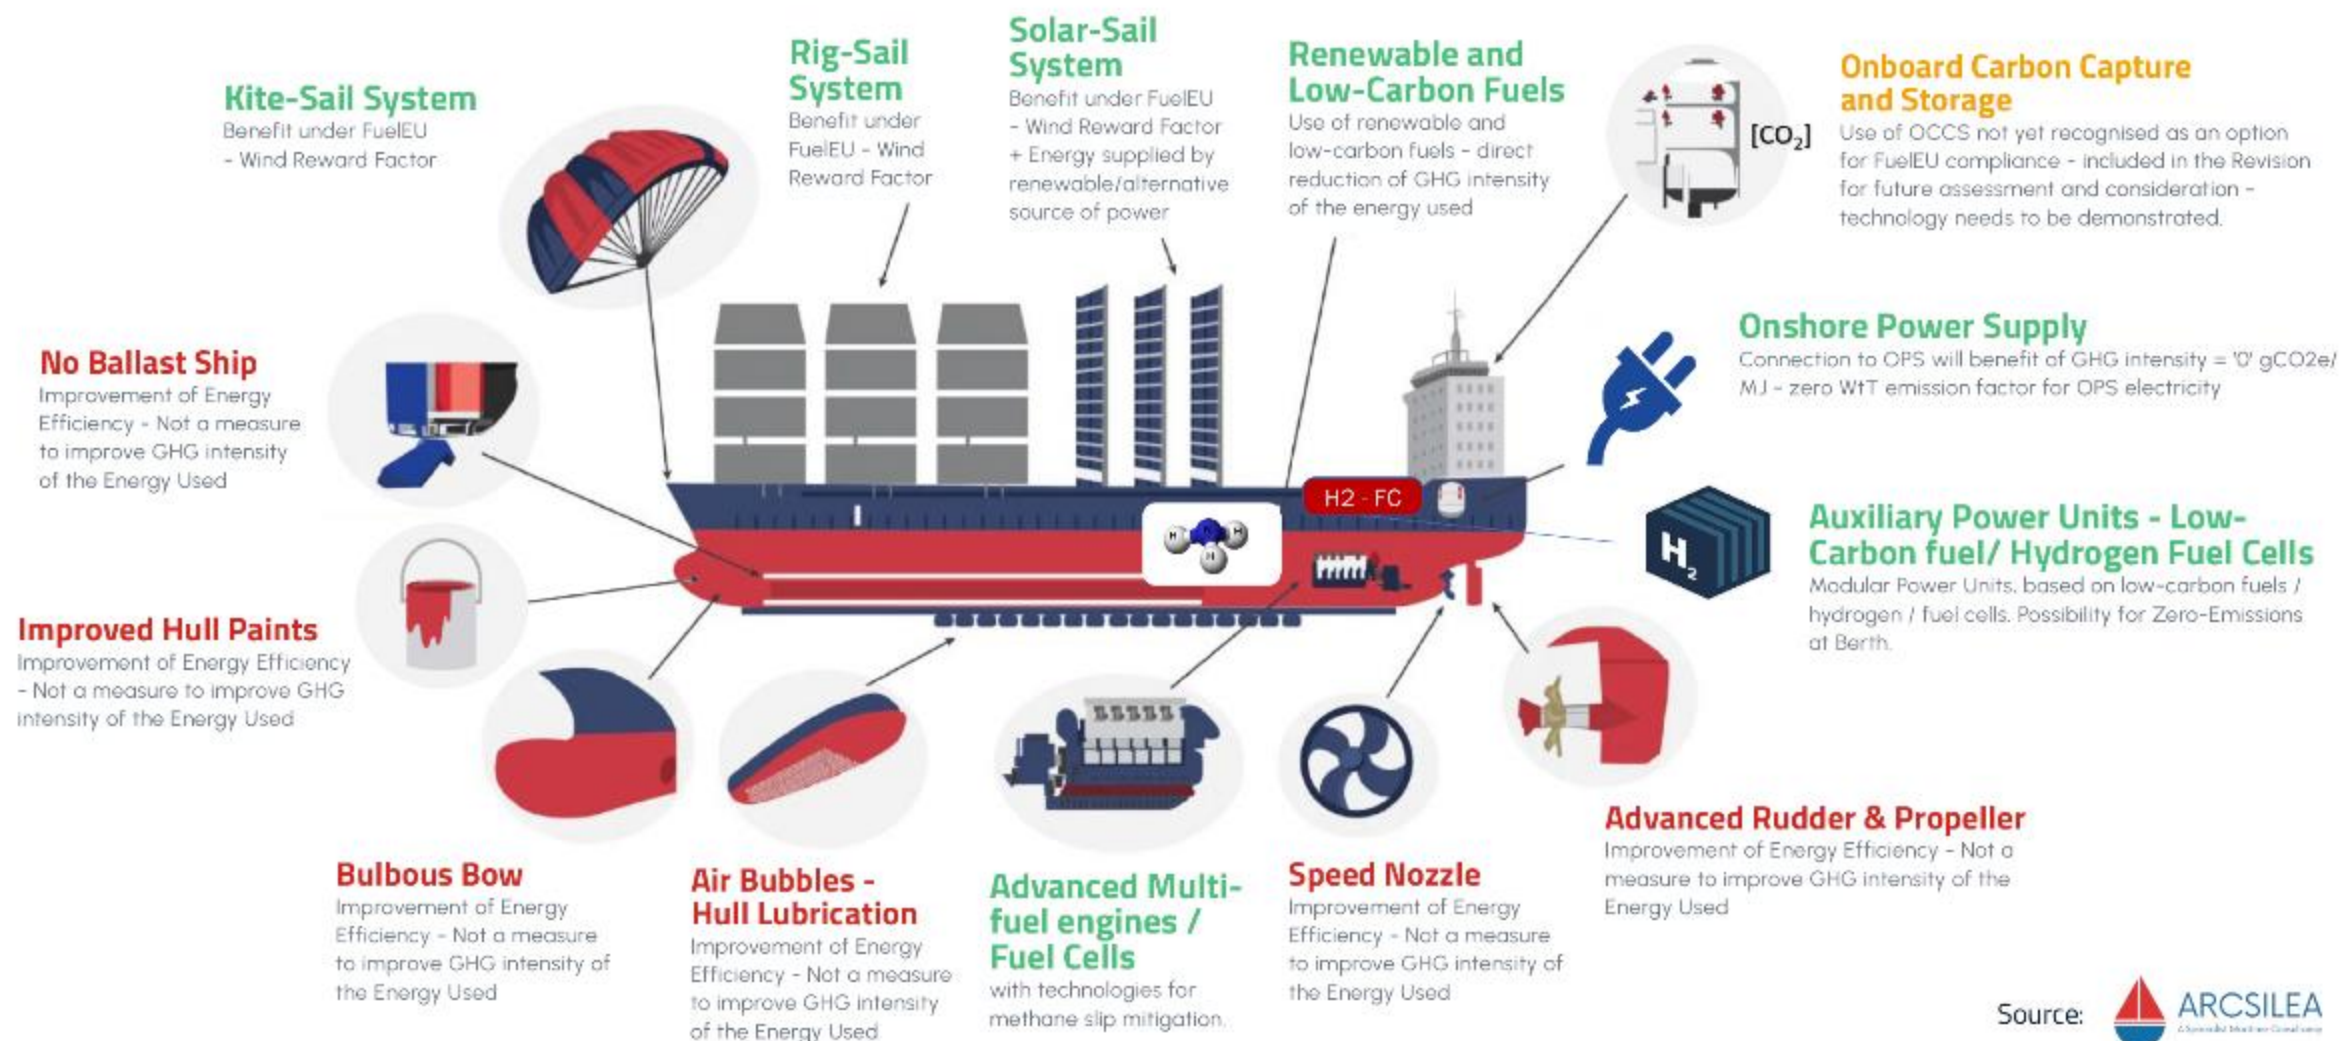 Kite-Sail System
Benefit under FuelEU
- Wind Reward Factor
Rig-Sail
System
Benefit under
FuelEU - Wind
Reward Factor
Solar-Sail
System
Benefit under FuelEU
- Wind Reward Factor
+ Energy supplied by
renewable/alternative
source of power
Renewable and
Low-Carbon Fuels
Use of renewable and
low-carbon fuels - direct
reduction of GHG intensity
of the energy used
[CO2]
Onboard Carbon Capture
and Storage
Use of OCCS not yet recognised as an option
for FuelEU compliance - included in the Revision
for future assessment and consideration -
technology needs to be demonstrated.
No Ballast Ship
Improvement of Energy
Efficiency - Not a measure
to improve GHG intensity
of the Energy Used
Onshore Power Supply
Connection to OPS will benefit of GHG intensity = '0' gCO2e/
MJ - zero WtT emission factor for OPS electricity
H2 - FC
H
N
H
H
H2
Auxiliary Power Units - Low-
Carbon fuel/ Hydrogen Fuel Cells
Modular Power Units, based on low-carbon fuels /
hydrogen / fuel cells. Possibility for Zero-Emissions
at Berth.
Improved Hull Paints
Improvement of Energy Efficiency
- Not a measure to improve GHG
intensity of the Energy Used
Bulbous Bow
Improvement of Energy
Efficiency - Not a measure
to improve GHG intensity of
the Energy Used
Air Bubbles -
Hull Lubrication
Improvement of Energy
Efficiency - Not a measure
to improve GHG intensity
of the Energy Used
Advanced Multi-
fuel engines /
Fuel Cells
with technologies for
methane slip mitigation.
Speed Nozzle
Improvement of Energy
Efficiency - Not a measure
to improve GHG intensity of
the Energy Used
Advanced Rudder & Propeller
Improvement of Energy Efficiency - Not a
measure to improve GHG intensity of the
Energy Used
Source:
ARCSILEA
A Specialist Maritime Consultancy